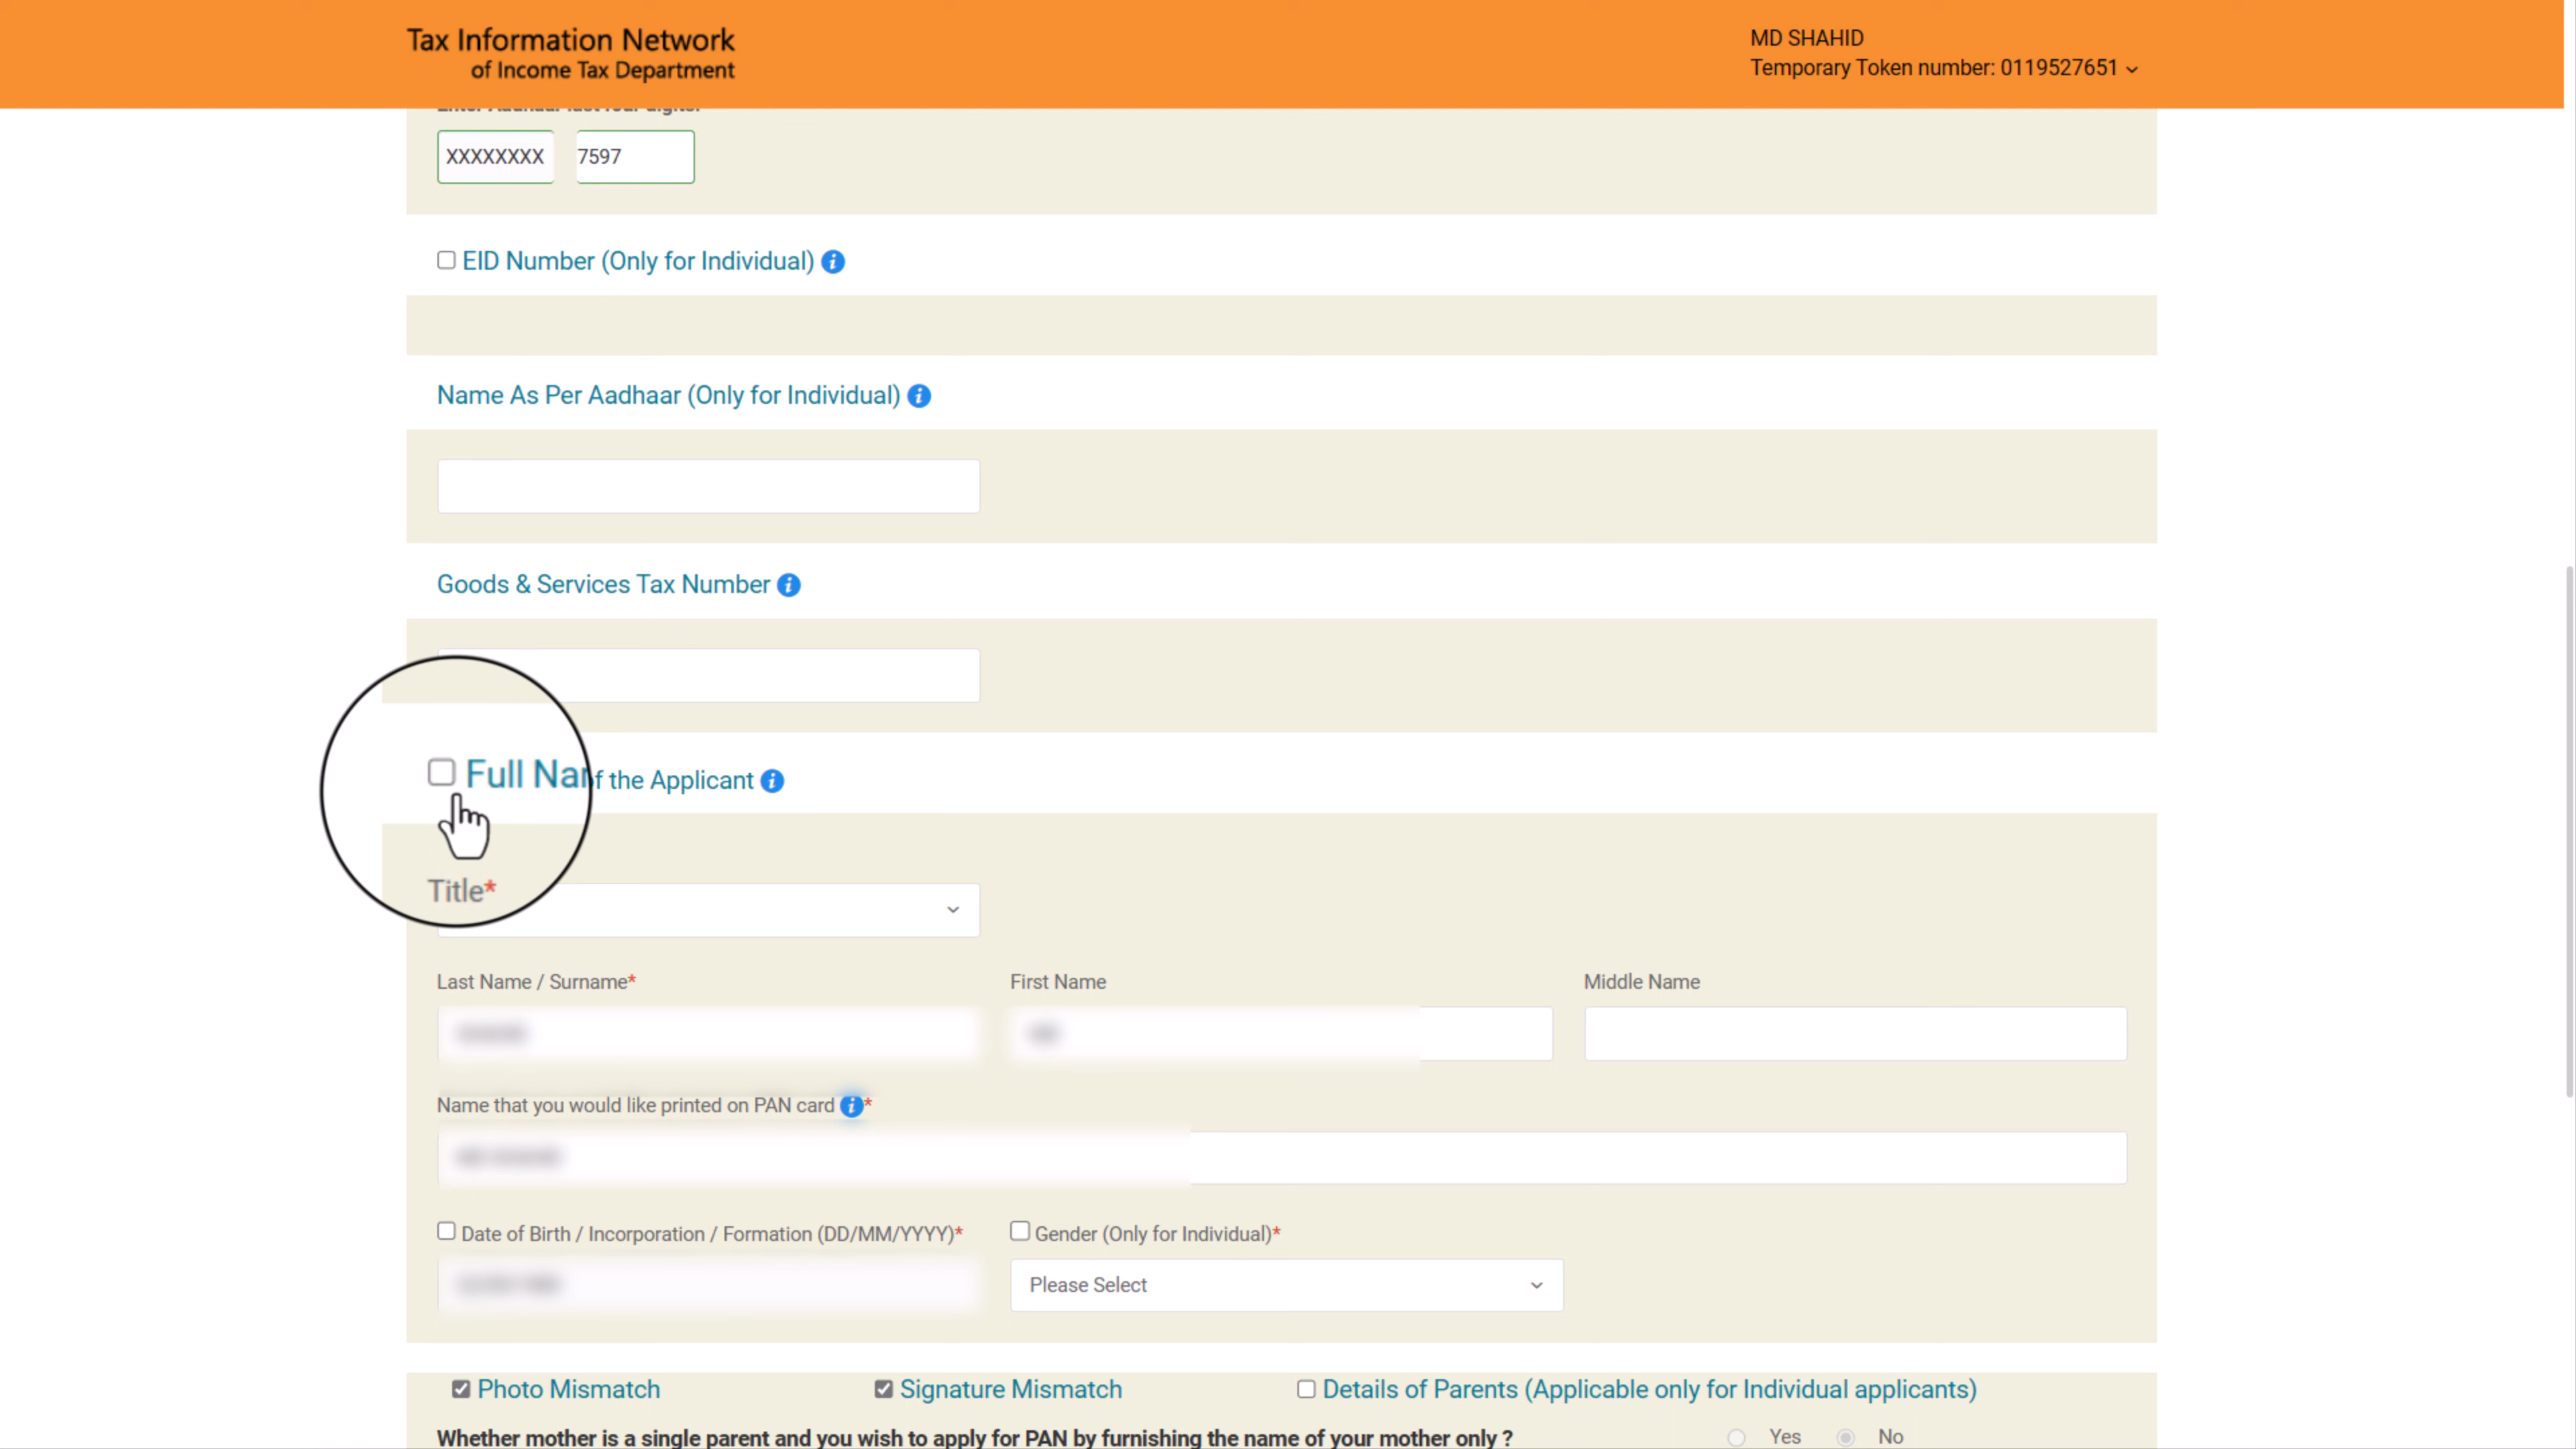 Tax Information Network
of Income Tax Department
MD SHAHID
Temporary Token number: 0119527651
XXXXXXXX 7597
EID Number (Only for Individual)
Name As Per Aadhaar (Only for Individual)
Goods & Services Tax Number
Full Nar f the Applicant
Title*
Last Name / Surname* First Name Middle Name
Name that you would like printed on PAN card *
Date of Birth / Incorporation / Formation (DD/MM/YYYY)* Gender (Only for Individual)*
Please Select
Photo Mismatch Signature Mismatch Details of Parents (Applicable only for Individual applicants)
Whether mother is a single parent and you wish to apply for PAN by furnishing the name of your mother only ? Yes No